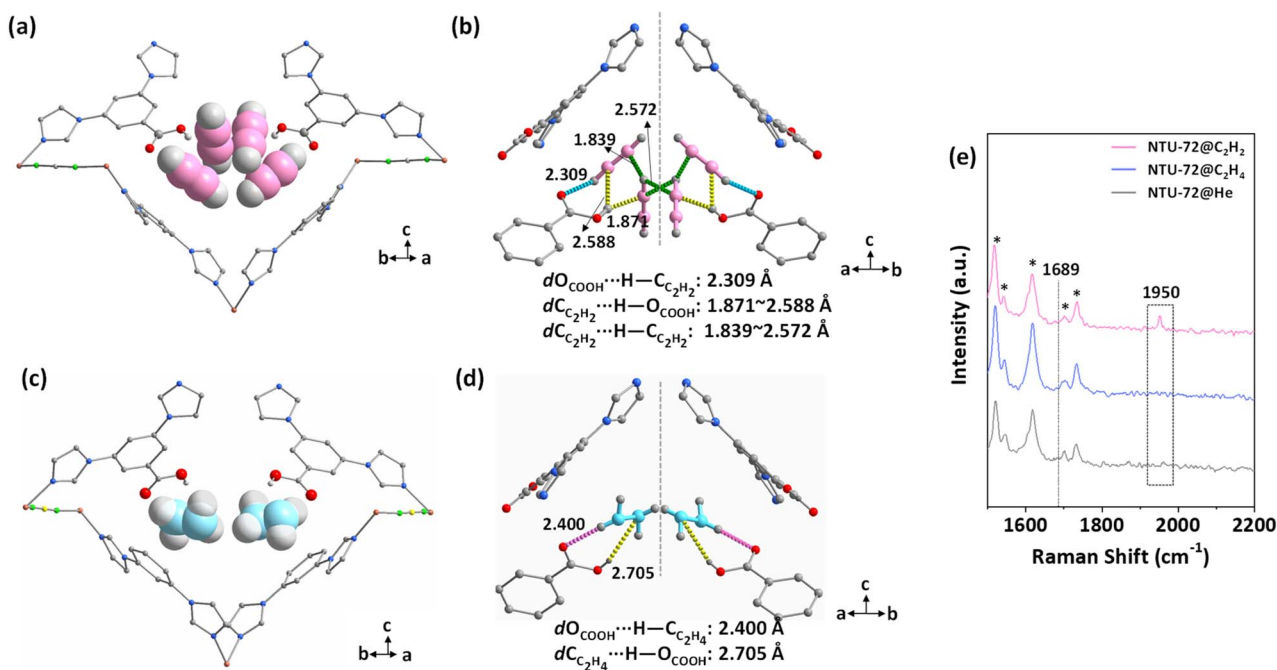 (a)
c
b a
(b)
2.572
1.839
2.309
1.871
2.588
c
a b
dO_COOH···H—C_C₂H₂: 2.309 Å
dC_C₂H₂···H—O_COOH: 1.871~2.588 Å
dC_C₂H₂···H—C_C₂H₂: 1.839~2.572 Å
(c)
c
b a
(d)
2.400
2.705
c
a b
dO_COOH···H—C_C₂H₄: 2.400 Å
dC_C₂H₄···H—O_COOH: 2.705 Å
(e)
NTU-72@C₂H₂
NTU-72@C₂H₄
NTU-72@He
* * * * *
1689
1950
Intensity (a.u.)
1600 1800 2000 2200
Raman Shift (cm⁻¹)